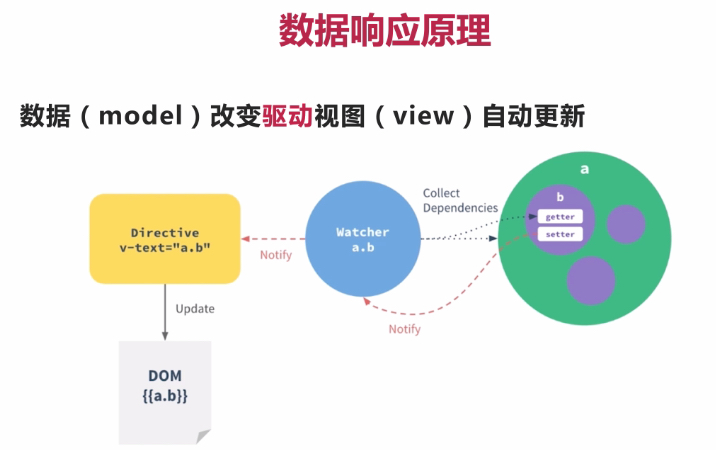 数据响应原理
数据（model）改变驱动视图（view）自动更新
a
Collect
Dependencies
b
getter
setter
Watcher
a.b
Directive
v-text="a.b"
Notify
Notify
Update
DOM
{{a.b}}